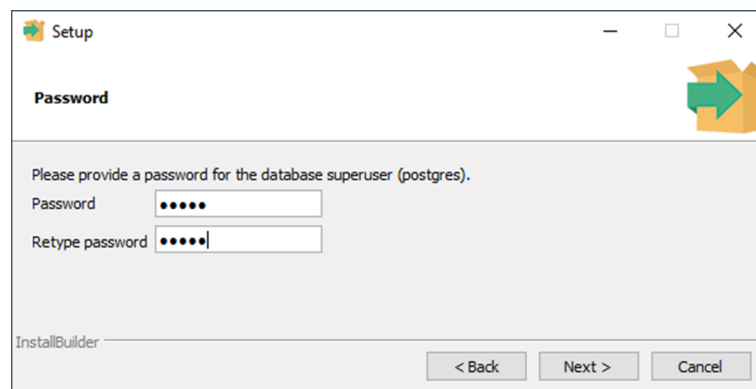 Setup
Password
Please provide a password for the database superuser (postgres).
Password •••••
Retype password •••••
InstallBuilder
< Back Next > Cancel